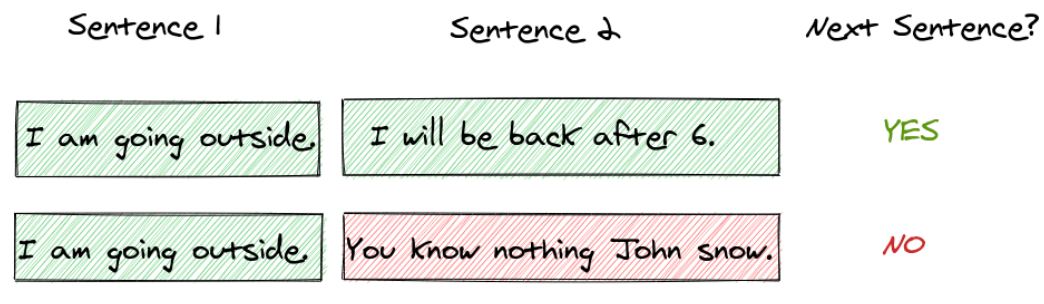 Sentence 1 Sentence 2 Next Sentence?
I am going outside. I will be back after 6. YES
I am going outside. You know nothing John snow. NO